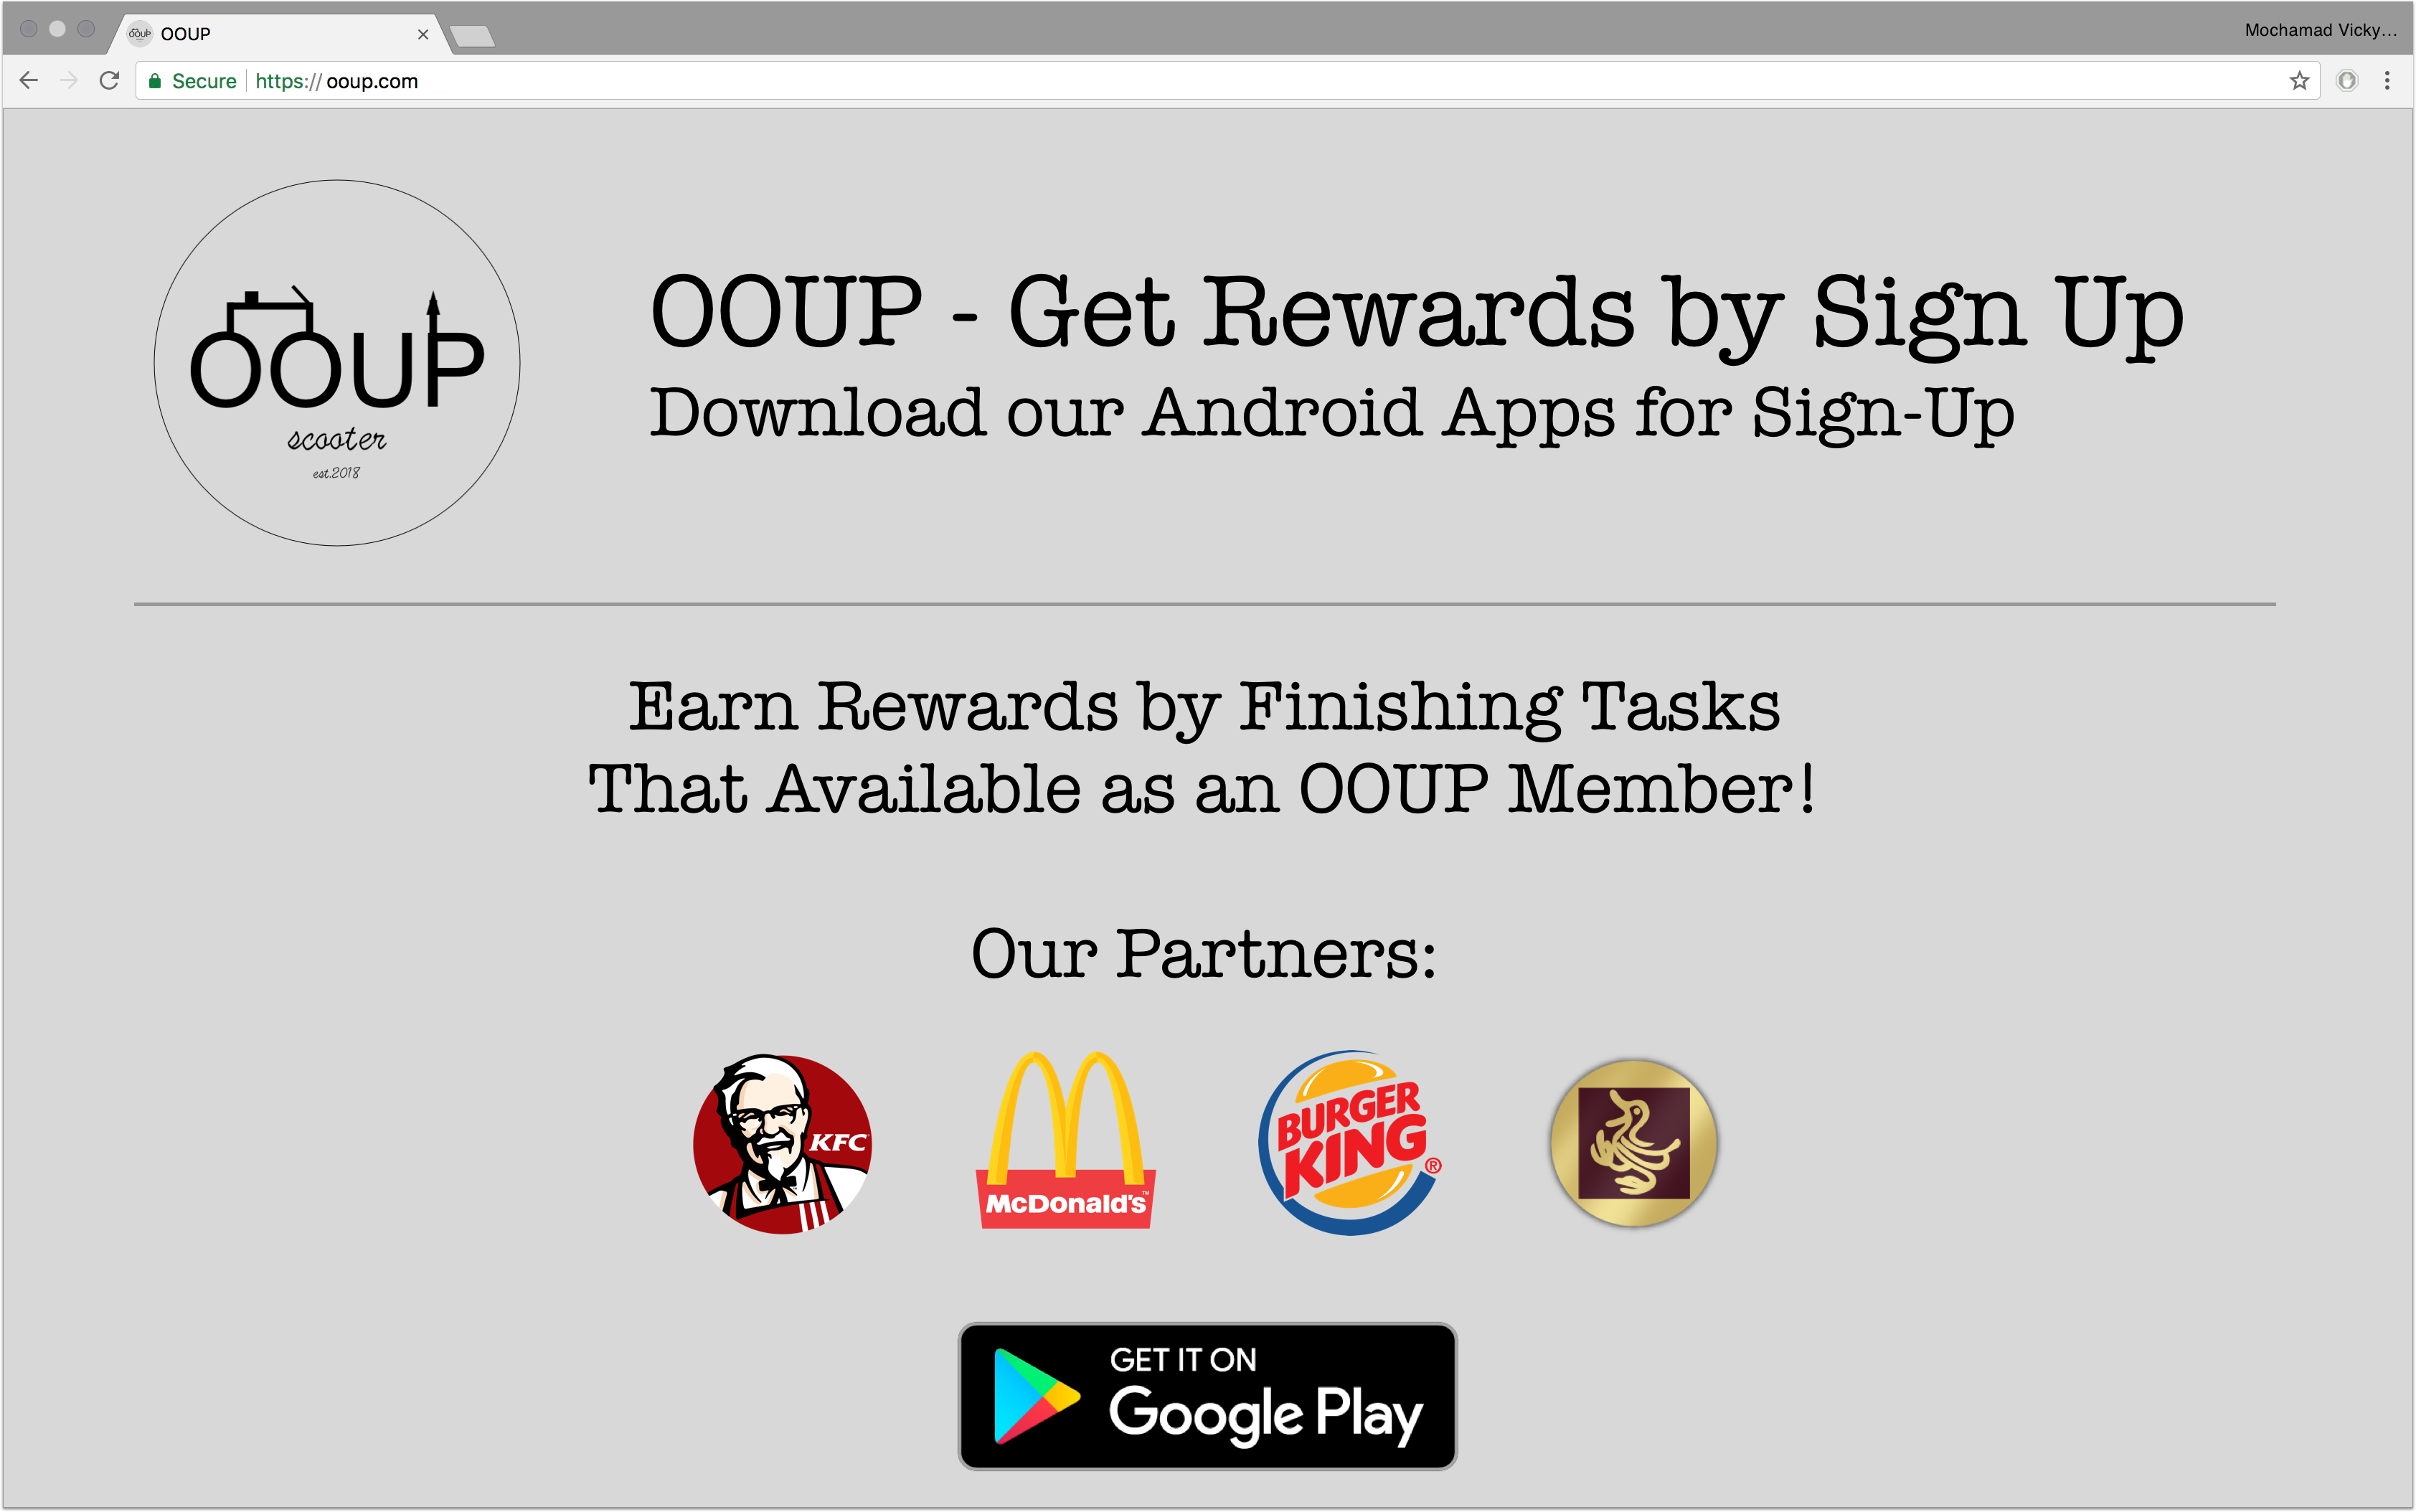 OOUP
Mochamad Vicky...
Secure
https:// ooup.com
OOUP
scooter
est.2018
OOUP - Get Rewards by Sign Up
Download our Android Apps for Sign-Up
Earn Rewards by Finishing Tasks
That Available as an OOUP Member!
Our Partners:
KFC
McDonald's™
BURGER
KING®
GET IT ON
Google Play